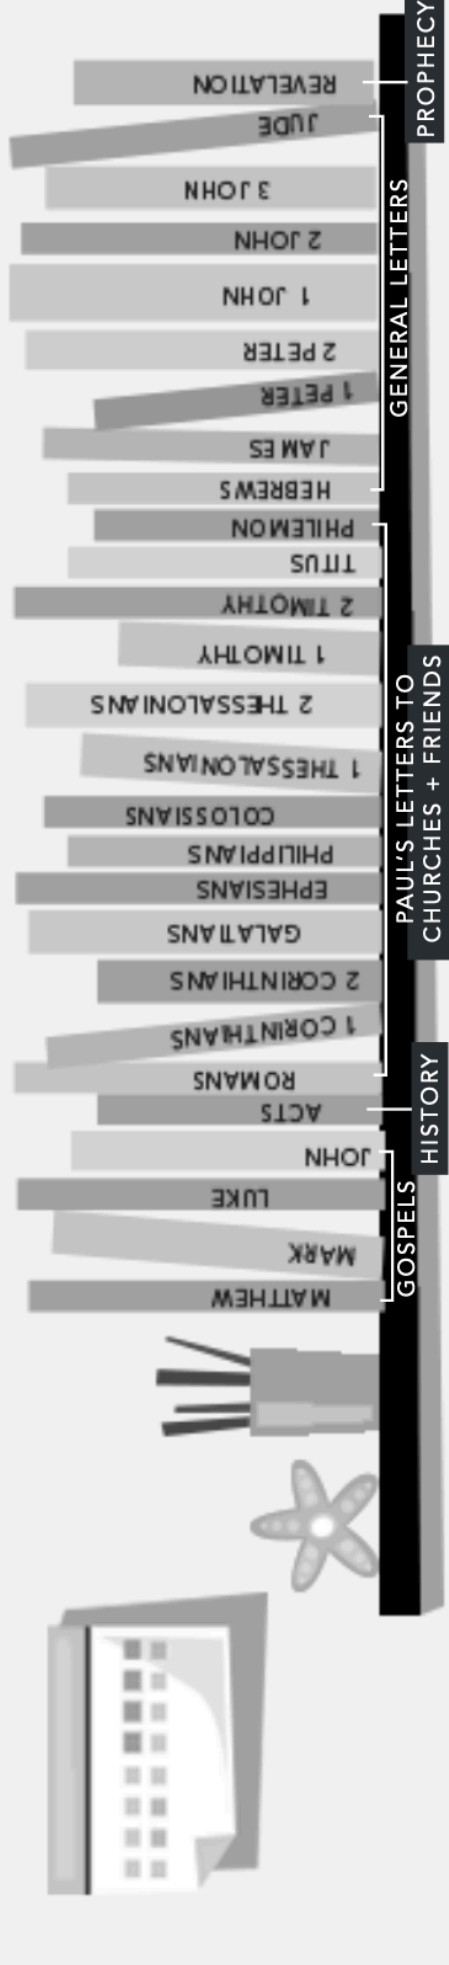 MATTHEW
MARK
LUKE
JOHN
ACTS
ROMANS
1 CORINTHIANS
2 CORINTHIANS
GALATIANS
EPHESIANS
PHILIPPIANS
COLOSSIANS
1 THESSALONIANS
2 THESSALONIANS
1 TIMOTHY
2 TIMOTHY
TITUS
PHILEMON
HEBREWS
JAMES
1 PETER
2 PETER
1 JOHN
2 JOHN
3 JOHN
JUDE
REVELATION
GOSPELS
HISTORY
PAUL'S LETTERS TO
CHURCHES + FRIENDS
GENERAL LETTERS
PROPHECY